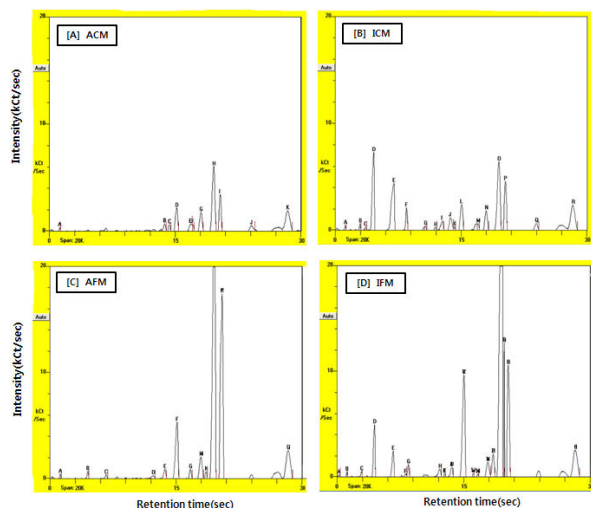 20
[A] ACM
Auto
10
kCt
/Sec
A
B
C
D
G
H
I
J
K
0
Span: 20K
15
30
20
[B] ICM
Auto
10
kCt
/Sec
A
B
C
D
E
F
G
H
I
J
K
L
M
N
O
P
Q
R
0
Span: 20K
15
30
Intensity(kCt/sec)
20
[C] AFM
Auto
10
kCt
/Sec
A
B
C
D
E
F
G
0
Span: 20K
15
30
Retention time(sec)
20
[D] IFM
Auto
10
kCt
/Sec
A
B
C
D
E
F
G
H
0
Span: 20K
15
30
Retention time(sec)
Intensity(kCt/sec)